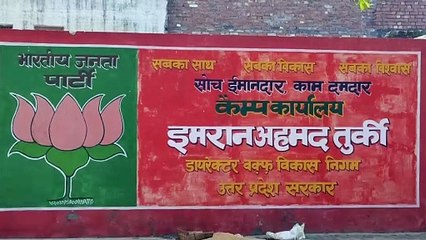 भारतीय जनता
पार्टी
सबका साथ सबका विकास सबका विश्वास
सोच ईमानदार काम दमदार
कैम्प कार्यालय
इमरान अहमद तुर्की
डायरेक्टर वक्फ विकास निगम
उत्तर प्रदेश सरकार